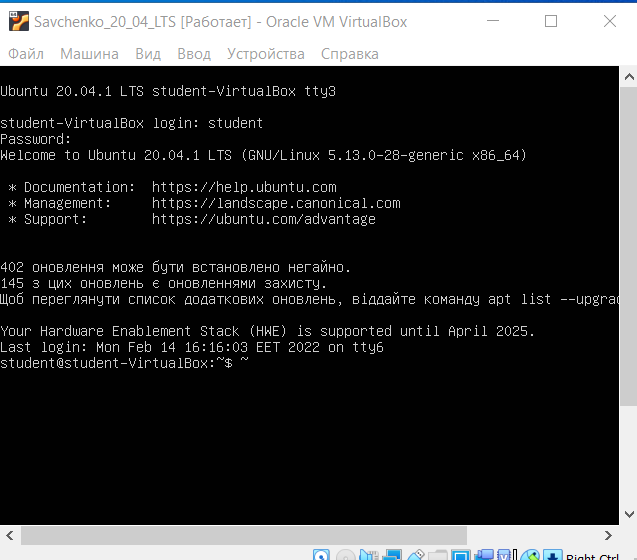 Savchenko_20_04_LTS [Работает] - Oracle VM VirtualBox
Файл Машина Вид Ввод Устройства Справка
Ubuntu 20.04.1 LTS student-VirtualBox tty3
student-VirtualBox login: student
Password:
Welcome to Ubuntu 20.04.1 LTS (GNU/Linux 5.13.0-28-generic x86_64)
* Documentation: https://help.ubuntu.com
* Management: https://landscape.canonical.com
* Support: https://ubuntu.com/advantage
402 оновлення може бути встановлено негайно.
145 з цих оновлень є оновленнями захисту.
Щоб переглянути список додаткових оновлень, віддайте команду apt list --upgrad
Your Hardware Enablement Stack (HWE) is supported until April 2025.
Last login: Mon Feb 14 16:16:03 EET 2022 on tty6
student@student-VirtualBox:~$ ~
Right Ctrl